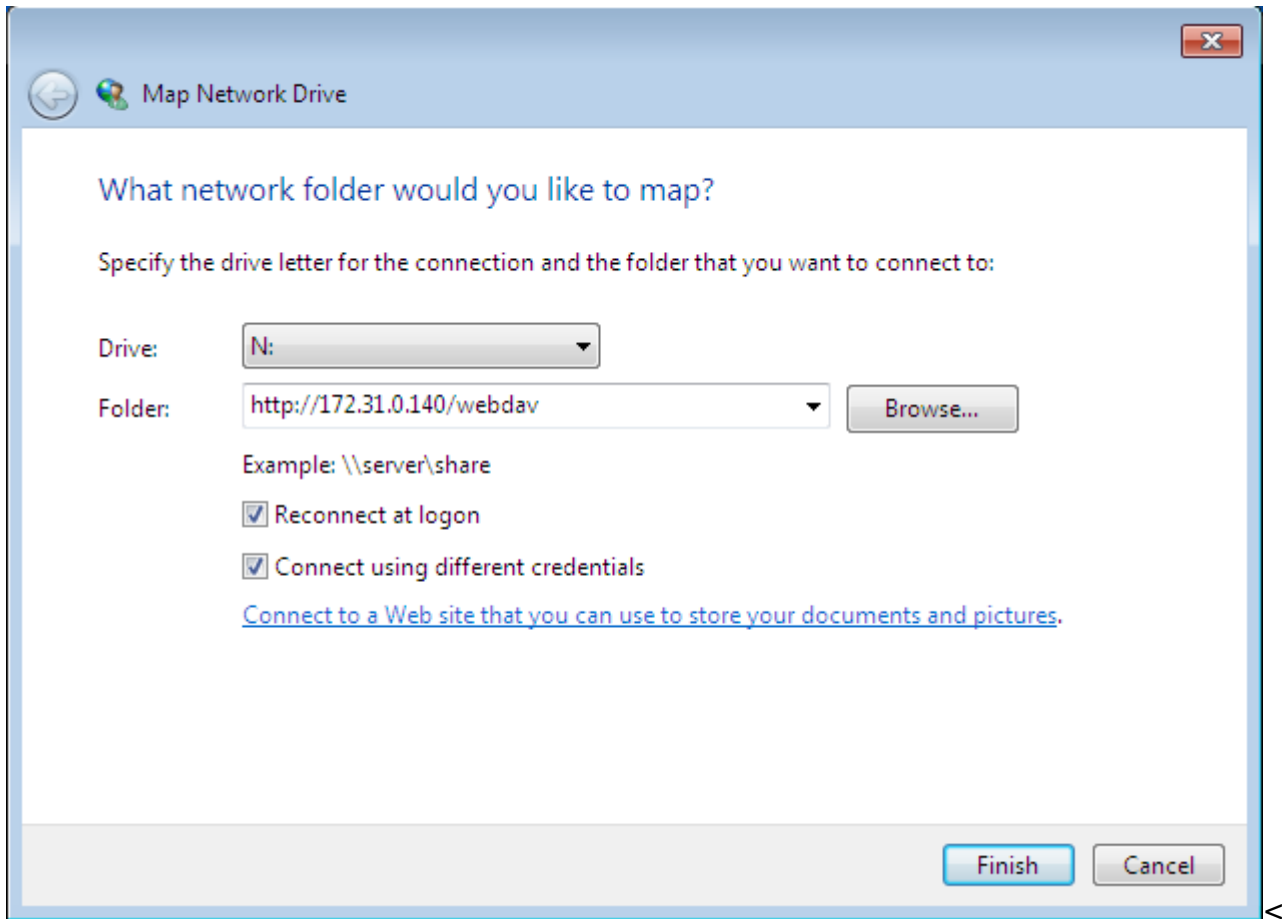 Map Network Drive
What network folder would you like to map?
Specify the drive letter for the connection and the folder that you want to connect to:
Drive: N:
Folder: http://172.31.0.140/webdav Browse...
Example: \\server\share
Reconnect at logon
Connect using different credentials
Connect to a Web site that you can use to store your documents and pictures.
Finish Cancel
<